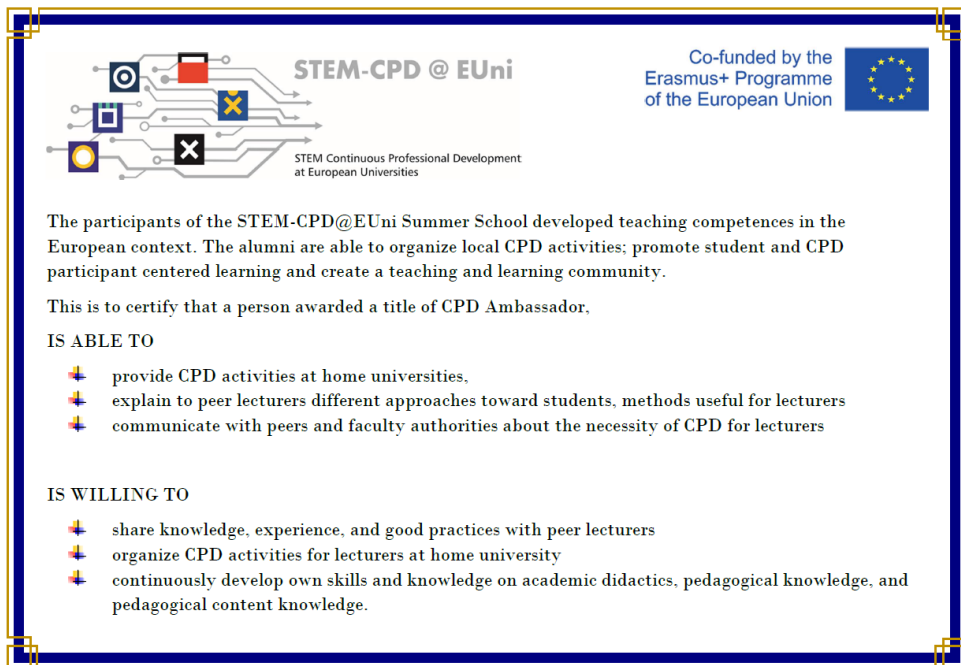 STEM-CPD @ EUni
STEM Continuous Professional Development
at European Universities
Co-funded by the
Erasmus+ Programme
of the European Union
The participants of the STEM-CPD@EUni Summer School developed teaching competences in the
European context. The alumni are able to organize local CPD activities; promote student and CPD
participant centered learning and create a teaching and learning community.
This is to certify that a person awarded a title of CPD Ambassador,
IS ABLE TO
provide CPD activities at home universities,
explain to peer lecturers different approaches toward students, methods useful for lecturers
communicate with peers and faculty authorities about the necessity of CPD for lecturers
IS WILLING TO
share knowledge, experience, and good practices with peer lecturers
organize CPD activities for lecturers at home university
continuously develop own skills and knowledge on academic didactics, pedagogical knowledge, and
pedagogical content knowledge.